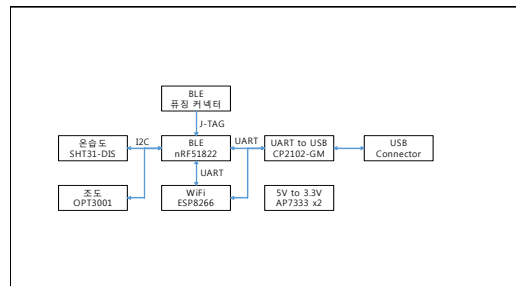 BLE
퓨징 커넥터
J-TAG
온습도
SHT31-DIS
I2C
BLE
nRF51822
UART
UART to USB
CP2102-GM
USB
Connector
UART
조도
OPT3001
WiFi
ESP8266
5V to 3.3V
AP7333 x2